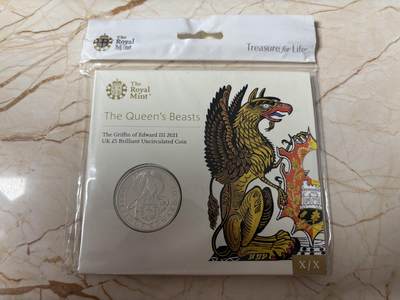 The
Royal
Mint
Treasure for Life
The
Royal
Mint
The Queen's Beasts
The Griffin of Edward III 2021
UK £5 Brilliant Uncirculated Coin
X/X